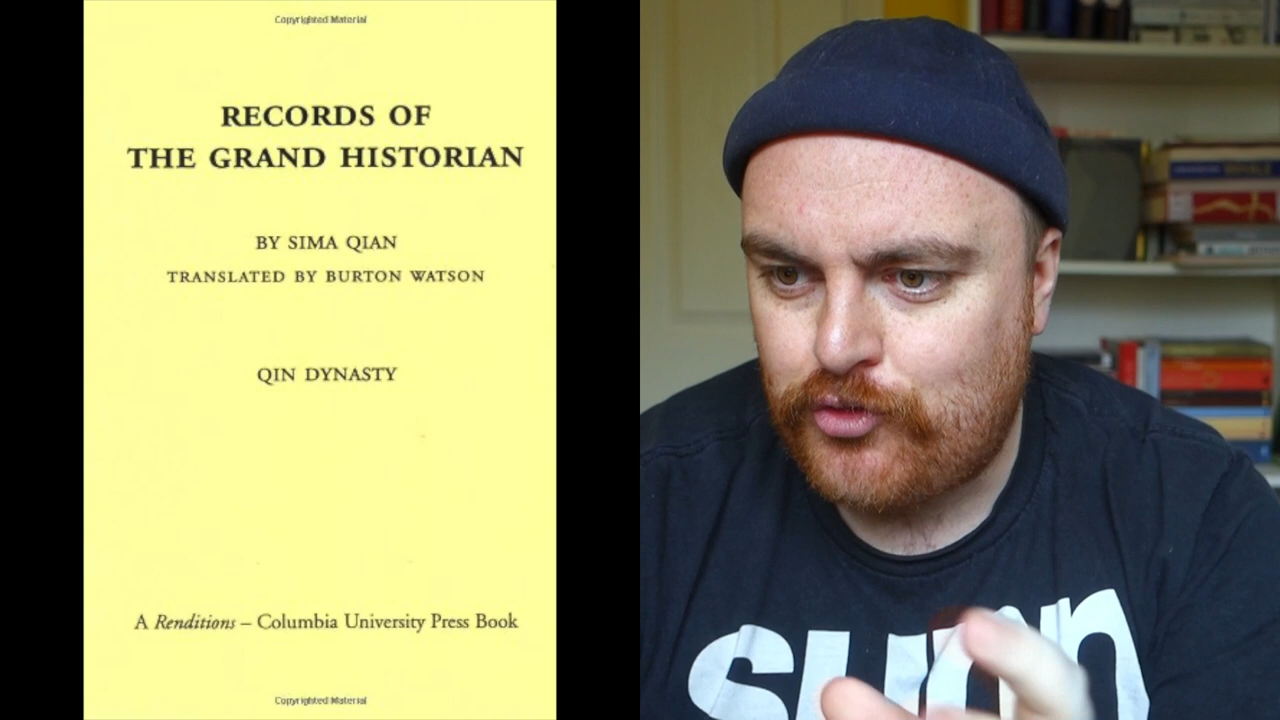 Copyrighted Material
RECORDS OF
THE GRAND HISTORIAN
BY SIMA QIAN
TRANSLATED BY BURTON WATSON
QIN DYNASTY
A Renditions – Columbia University Press Book
Copyrighted Material